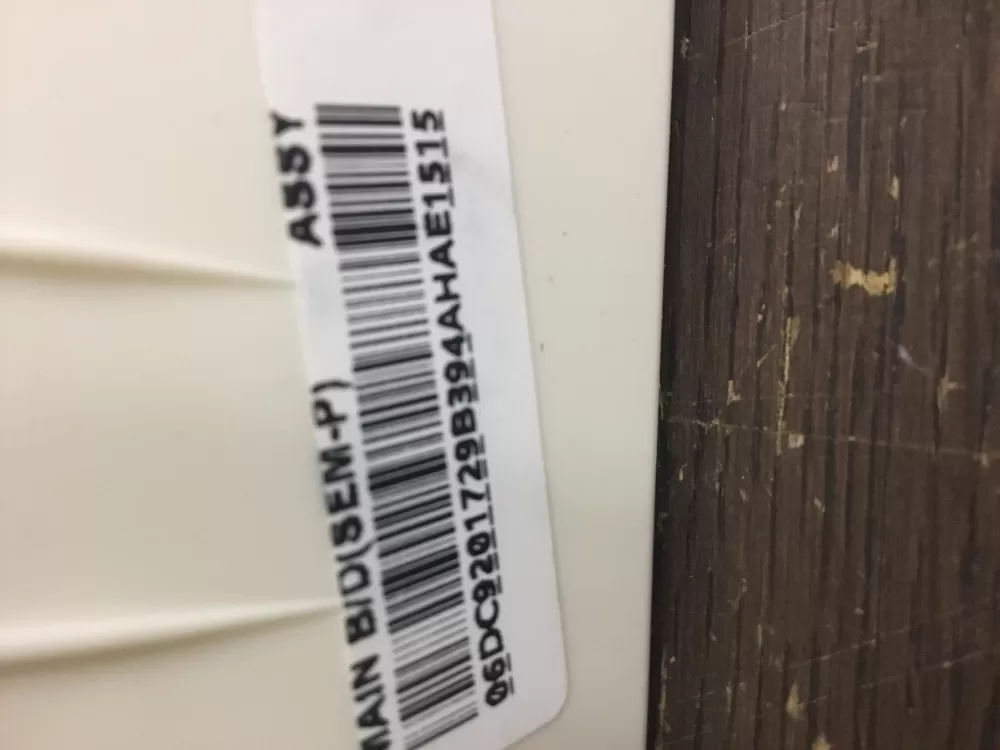 MAIN B/D(SEM-P) ASSY
06DC9201729B394AHAE1515